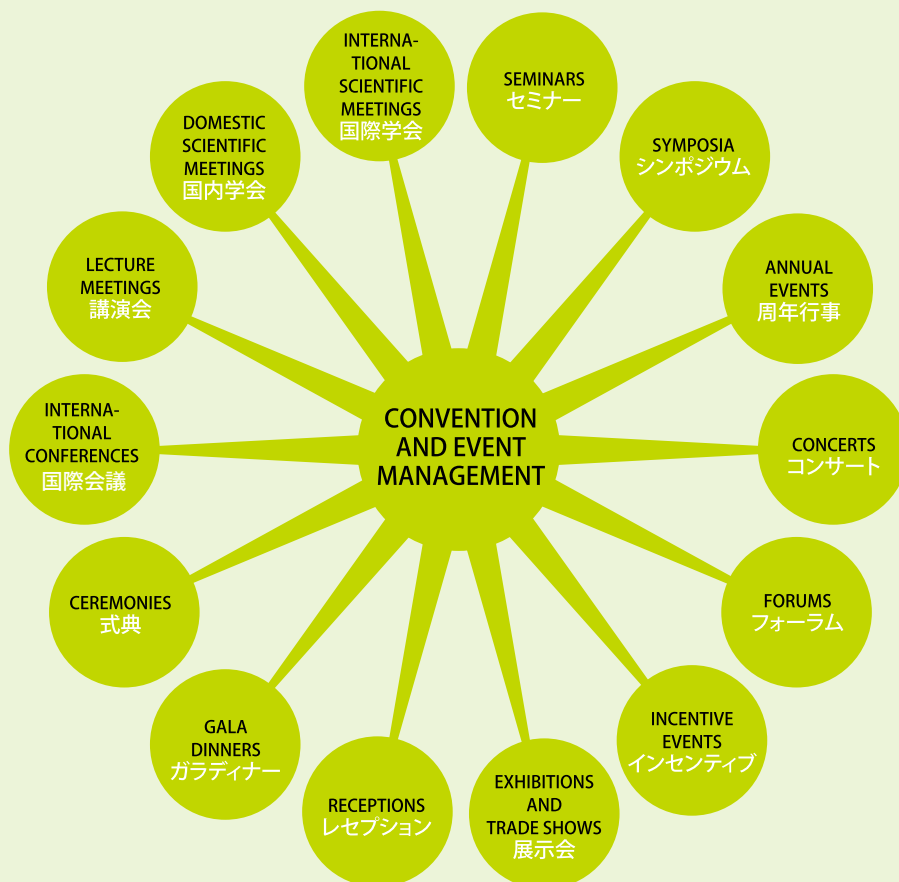 INTERNA-
TIONAL
SCIENTIFIC
MEETINGS
国際学会
SEMINARS
セミナー
SYMPOSIA
シンポジウム
ANNUAL
EVENTS
周年行事
CONCERTS
コンサート
FORUMS
フォーラム
INCENTIVE
EVENTS
インセンティブ
EXHIBITIONS
AND
TRADE SHOWS
展示会
RECEPTIONS
レセプション
GALA
DINNERS
ガラディナー
CEREMONIES
式典
INTERNA-
TIONAL
CONFERENCES
国際会議
LECTURE
MEETINGS
講演会
DOMESTIC
SCIENTIFIC
MEETINGS
国内学会
CONVENTION
AND EVENT
MANAGEMENT